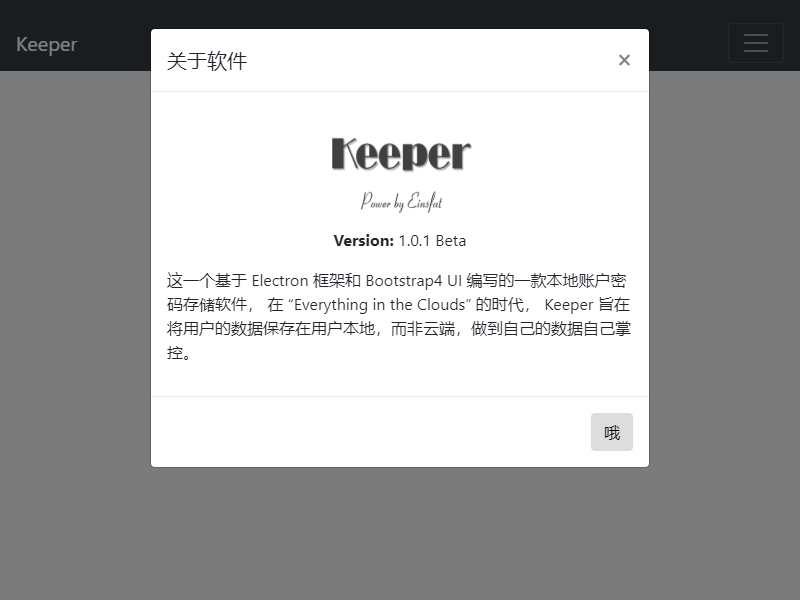 Keeper
关于软件
×
Keeper
Power by Einsfat
Version: 1.0.1 Beta
这一个基于 Electron 框架和 Bootstrap4 UI 编写的一款本地账户密
码存储软件， 在 “Everything in the Clouds” 的时代， Keeper 旨在
将用户的数据保存在用户本地，而非云端，做到自己的数据自己掌
控。
哦